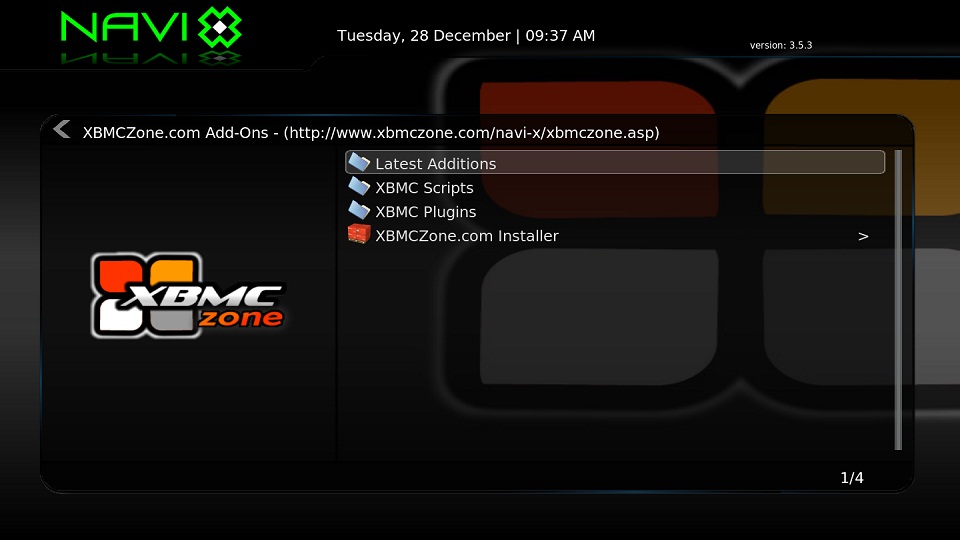 NAVI X
Tuesday, 28 December | 09:37 AM
version: 3.5.3
XBMCZone.com Add-Ons - (http://www.xbmczone.com/navi-x/xbmczone.asp)
Latest Additions
XBMC Scripts
XBMC Plugins
XBMCZone.com Installer >
XBMC
zone
1/4